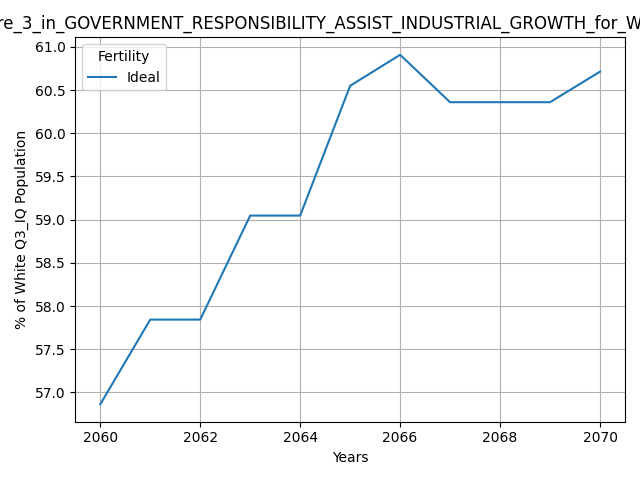 re_3_in_GOVERNMENT_RESPONSIBILITY_ASSIST_INDUSTRIAL_GROWTH_for_W
Fertility
Ideal
61.0
60.5
60.0
59.5
59.0
58.5
58.0
57.5
57.0
% of White Q3_IQ Population
2060 2062 2064 2066 2068 2070
Years